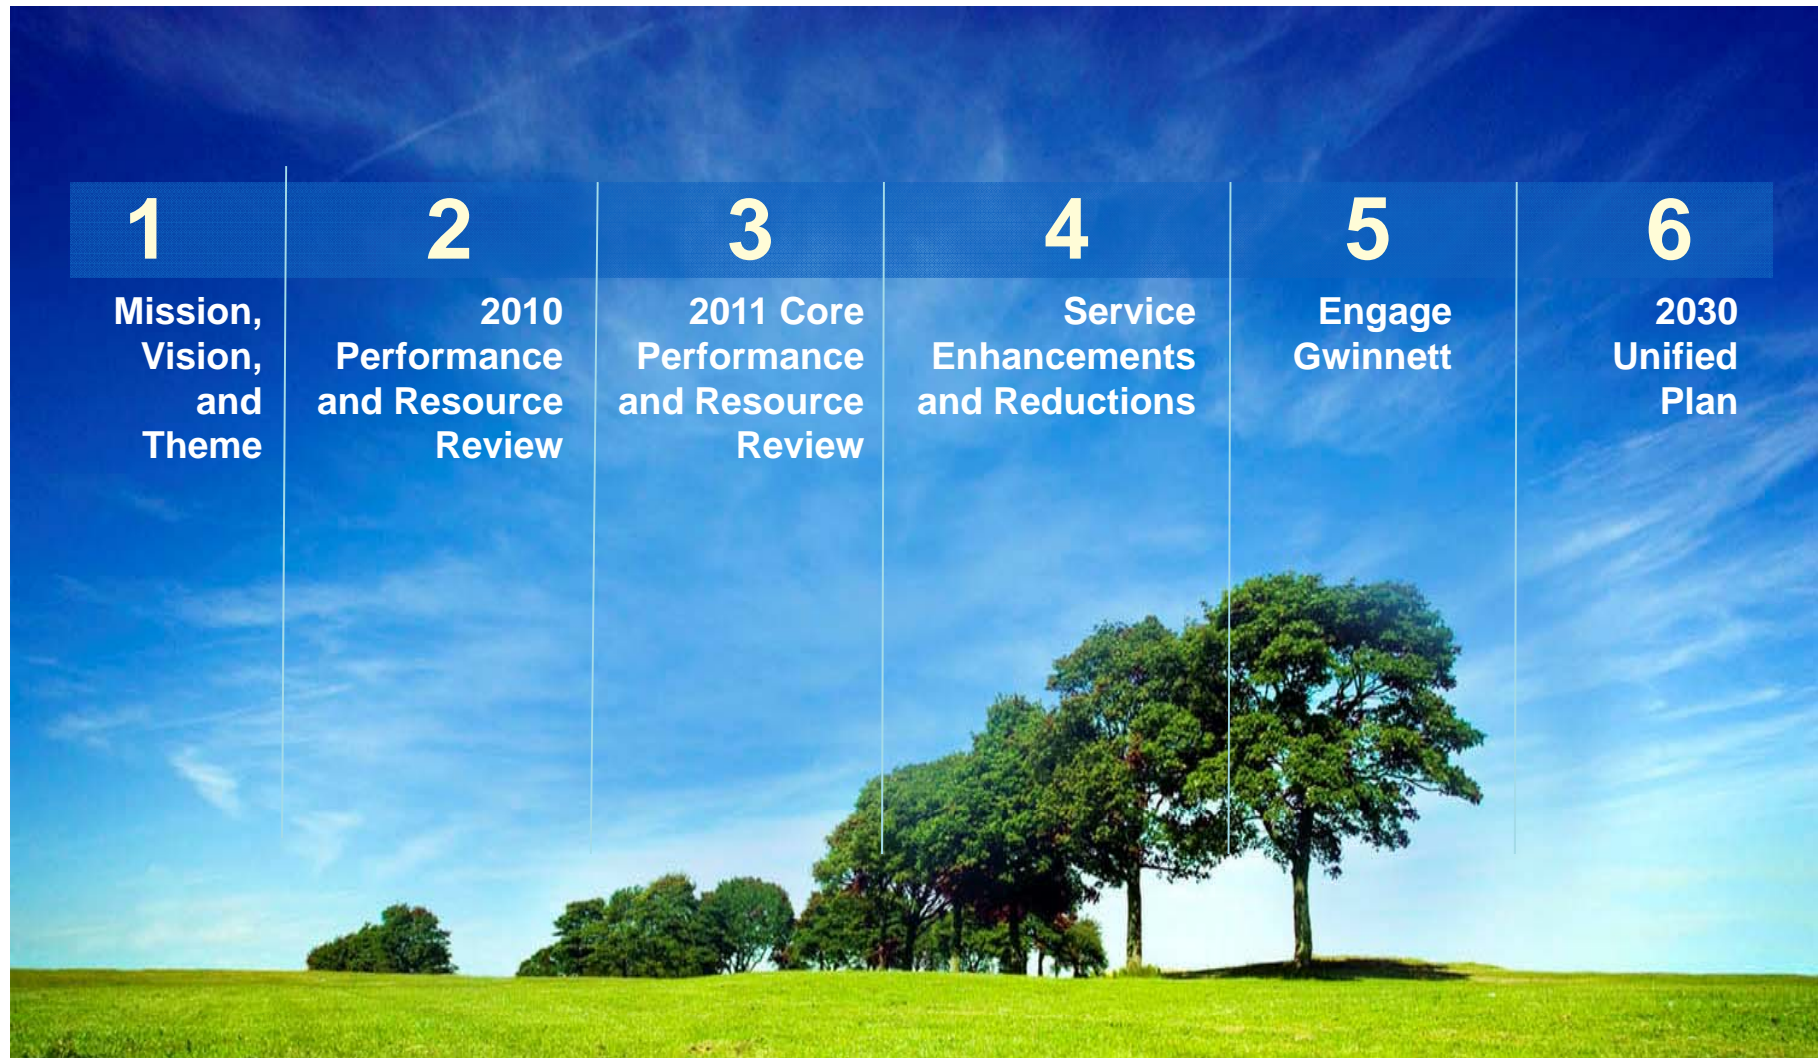 1
Mission,
Vision,
and
Theme
2
2010
Performance
and Resource
Review
3
2011 Core
Performance
and Resource
Review
4
Service
Enhancements
and Reductions
5
Engage
Gwinnett
6
2030
Unified
Plan